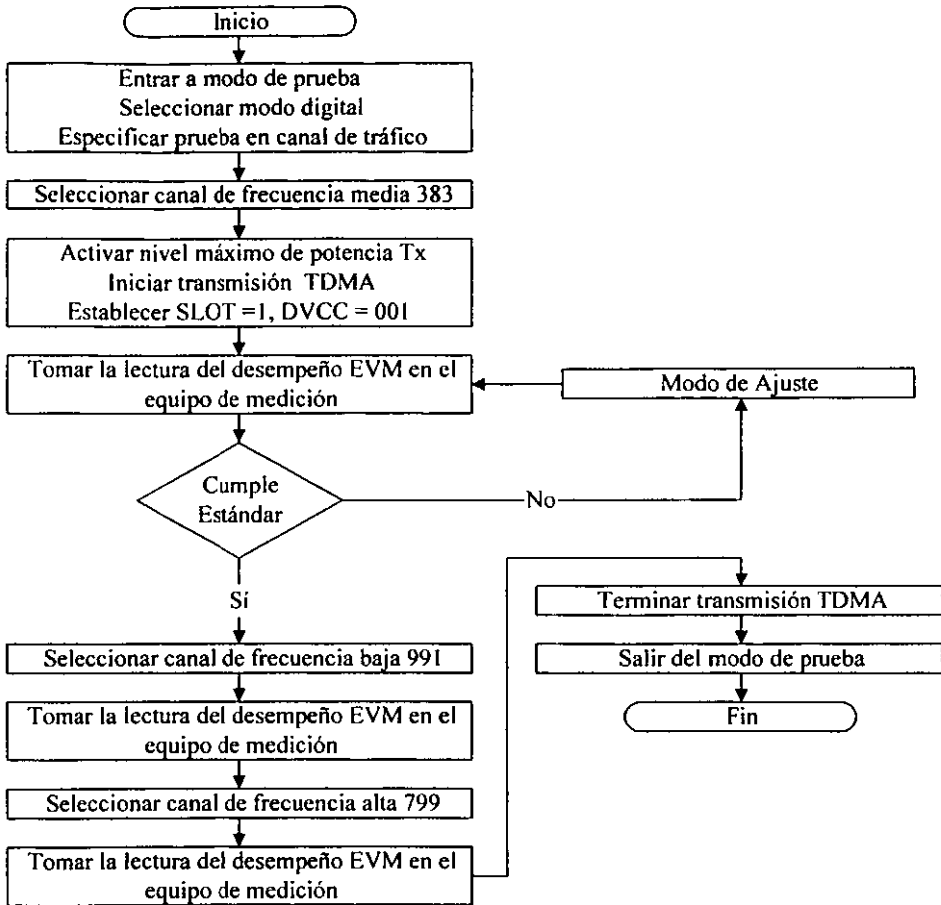 Inicio
Entrar a modo de prueba
Seleccionar modo digital
Especificar prueba en canal de tráfico
Seleccionar canal de frecuencia media 383
Activar nivel máximo de potencia Tx
Iniciar transmisión TDMA
Establecer SLOT =1, DVCC = 001
Tomar la lectura del desempeño EVM en el
equipo de medición
Modo de Ajuste
Cumple
Estándar
No
Sí
Seleccionar canal de frecuencia baja 991
Tomar la lectura del desempeño EVM en el
equipo de medición
Seleccionar canal de frecuencia alta 799
Tomar la lectura del desempeño EVM en el
equipo de medición
Terminar transmisión TDMA
Salir del modo de prueba
Fin